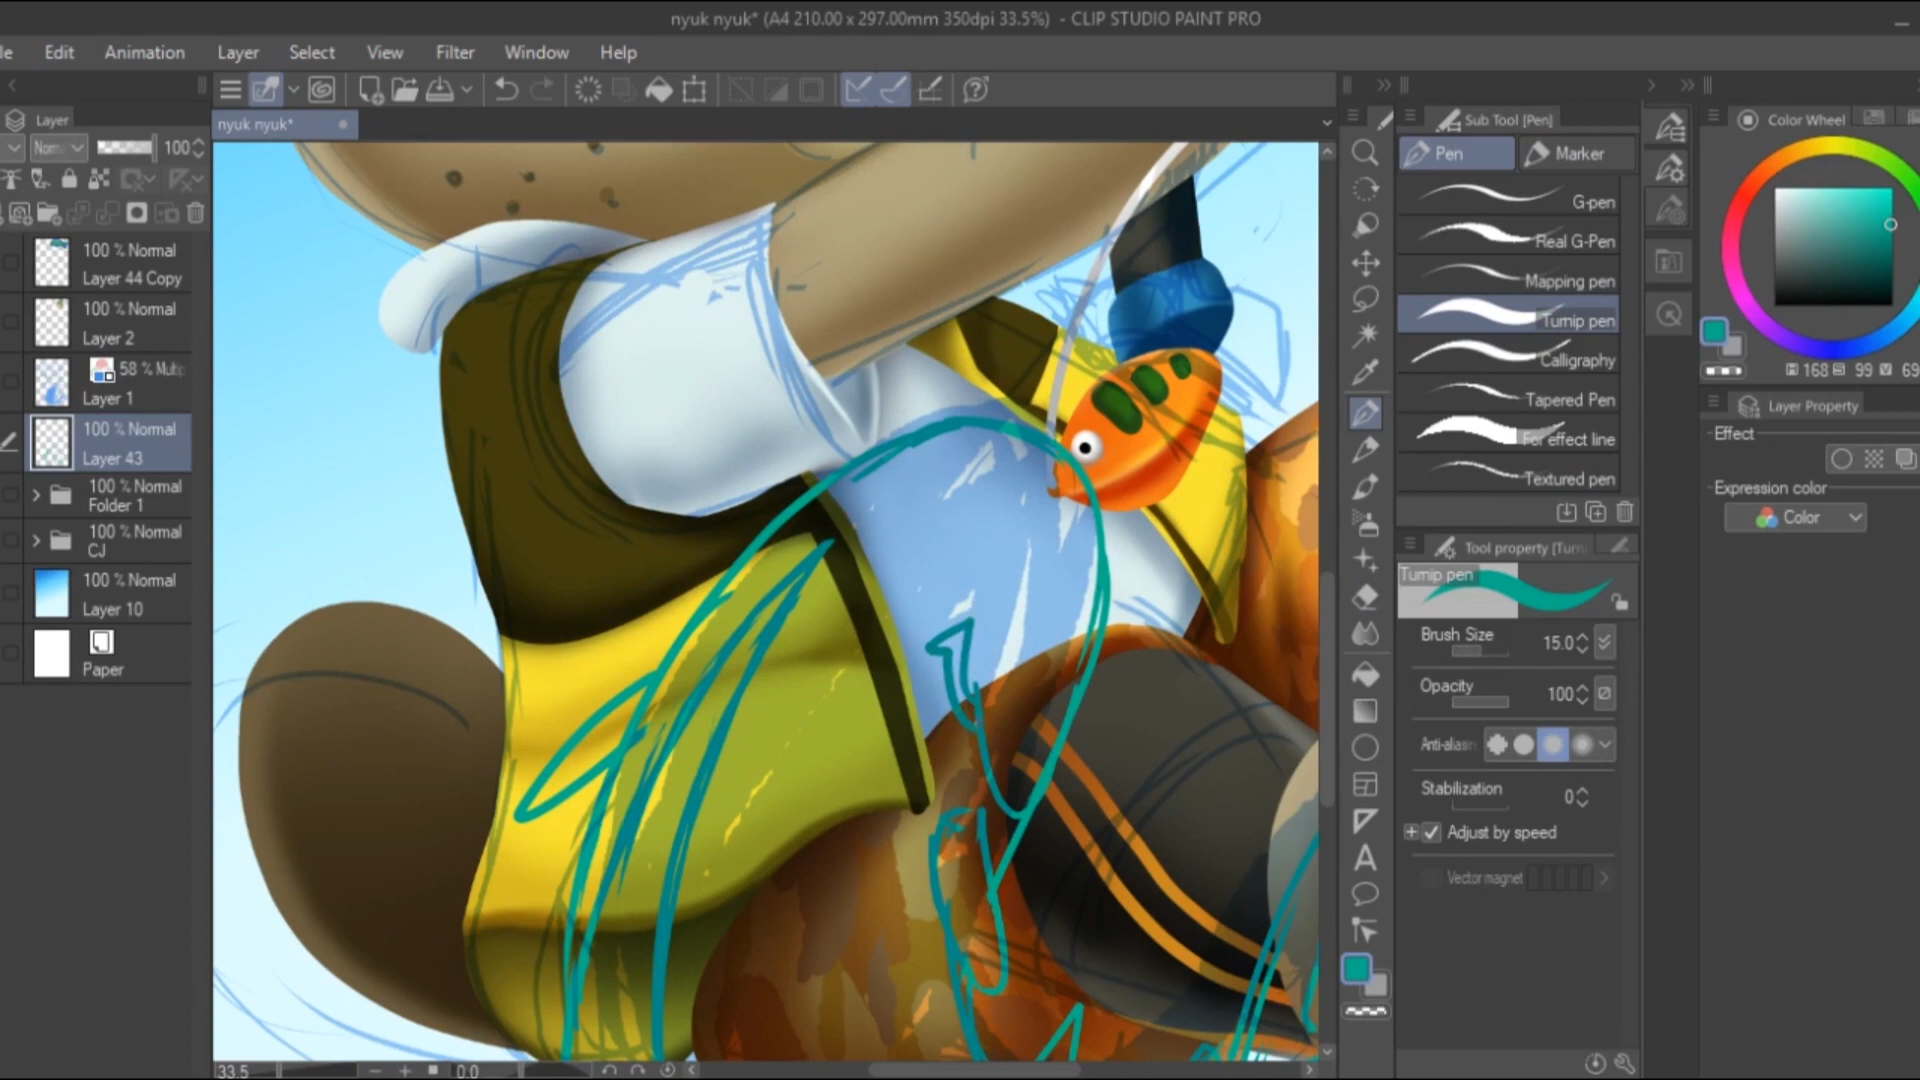 nyuk nyuk* (A4 210.00 x 297.00mm 350dpi 33.5%) - CLIP STUDIO PAINT PRO
le Edit Animation Layer Select View Filter Window Help
nyuk nyuk*
Layer
100
100 % Normal
Layer 44 Copy
100 % Normal
Layer 2
58 % Multip
Layer 1
100 % Normal
Layer 43
100 % Normal
Folder 1
100 % Normal
CJ
100 % Normal
Layer 10
Paper
33.5
0.0
Sub Tool [Pen]
Pen
Marker
G-pen
Real G-Pen
Mapping pen
Turnip pen
Calligraphy
Tapered Pen
For effect line
Textured pen
Tool property [Turn
Turnip pen
Brush Size 15.0
Opacity 100
Anti-aliasin
Stabilization 0
Adjust by speed
Vector magnet
Color Wheel
H 168 S 99 V 69
Layer Property
Effect
Expression color
Color